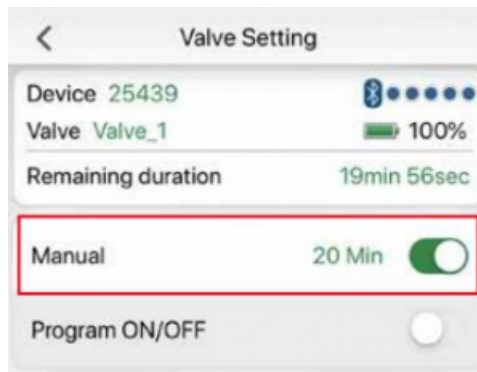 Valve Setting
Device 25439
Valve Valve_1 100%
Remaining duration 19min 56sec
Manual 20 Min
Program ON/OFF